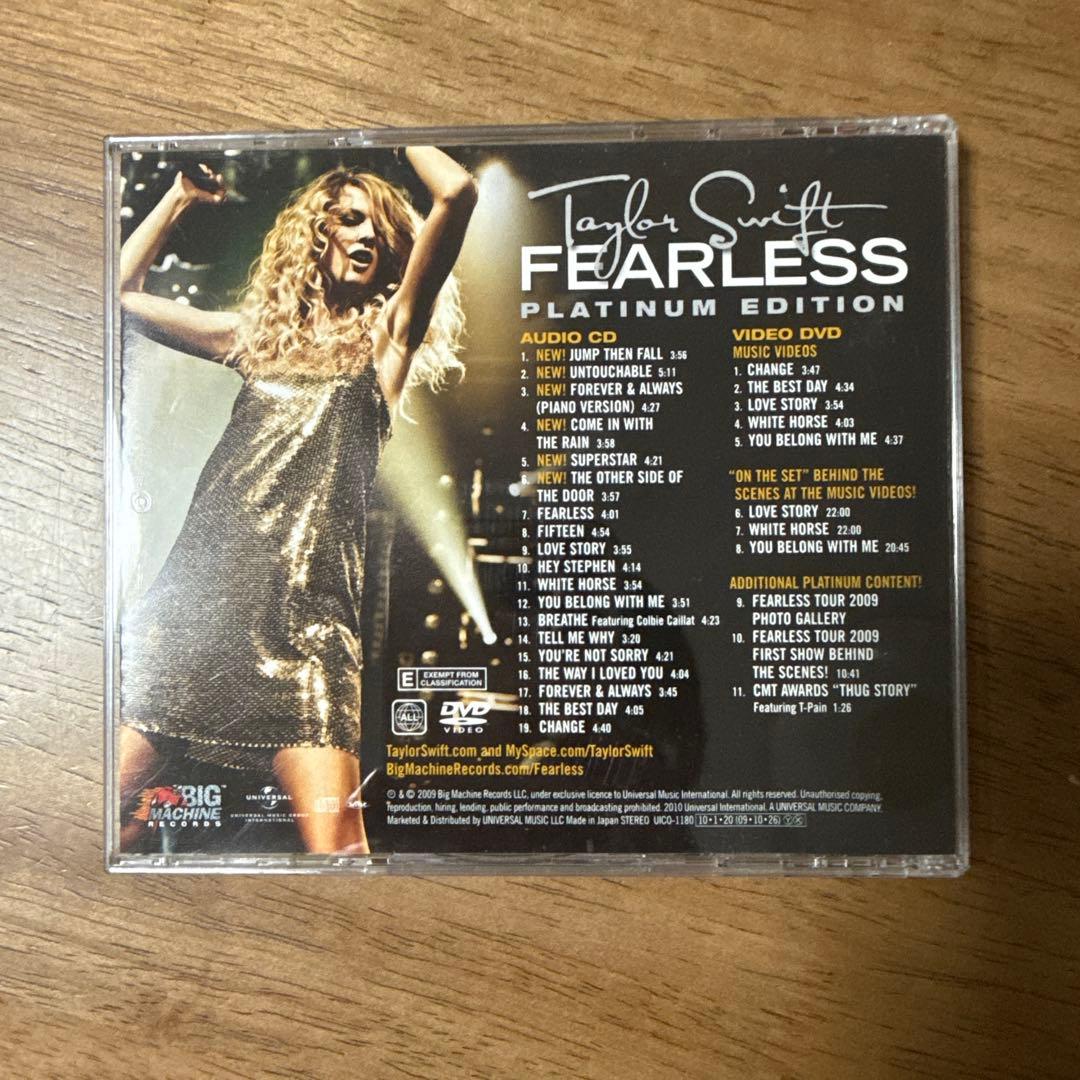 Taylor Swift
FEARLESS
PLATINUM EDITION
AUDIO CD
1. NEW! JUMP THEN FALL 3:56
2. NEW! UNTOUCHABLE 5:11
3. NEW! FOREVER & ALWAYS
(PIANO VERSION) 4:27
4. NEW! COME IN WITH
THE RAIN 3:58
5. NEW! SUPERSTAR 4:21
6. NEW! THE OTHER SIDE OF
THE DOOR 3:57
7. FEARLESS 4:01
8. FIFTEEN 4:54
9. LOVE STORY 3:55
10. HEY STEPHEN 4:14
11. WHITE HORSE 3:54
12. YOU BELONG WITH ME 3:51
13. BREATHE Featuring Colbie Caillat 4:23
14. TELL ME WHY 3:20
15. YOU'RE NOT SORRY 4:21
16. THE WAY I LOVED YOU 4:04
17. FOREVER & ALWAYS 3:45
18. THE BEST DAY 4:05
19. CHANGE 4:40
VIDEO DVD
MUSIC VIDEOS
1. CHANGE 3:47
2. THE BEST DAY 4:34
3. LOVE STORY 3:54
4. WHITE HORSE 4:03
5. YOU BELONG WITH ME 4:37
"ON THE SET" BEHIND THE
SCENES AT THE MUSIC VIDEOS!
6. LOVE STORY 22:00
7. WHITE HORSE 22:00
8. YOU BELONG WITH ME 20:45
ADDITIONAL PLATINUM CONTENT!
9. FEARLESS TOUR 2009
PHOTO GALLERY
10. FEARLESS TOUR 2009
FIRST SHOW BEHIND
THE SCENES! 10:41
11. CMT AWARDS "THUG STORY"
Featuring T-Pain 1:26
E EXEMPT FROM
CLASSIFICATION
ALL
DVD
VIDEO
TaylorSwift.com and MySpace.com/TaylorSwift
BigMachineRecords.com/Fearless
BIG
MACHINE
RECORDS
UNIVERSAL
UNIVERSAL MUSIC GROUP
INTERNATIONAL
℗ & © 2009 Big Machine Records LLC, under exclusive licence to Universal Music International. All rights reserved. Unauthorised copying,
reproduction, hiring, lending, public performance and broadcasting prohibited. 2010 Universal International. A UNIVERSAL MUSIC COMPANY.
Marketed & Distributed by UNIVERSAL MUSIC LLC Made in Japan STEREO UICO-1180 10・1・20 (09・10・26)